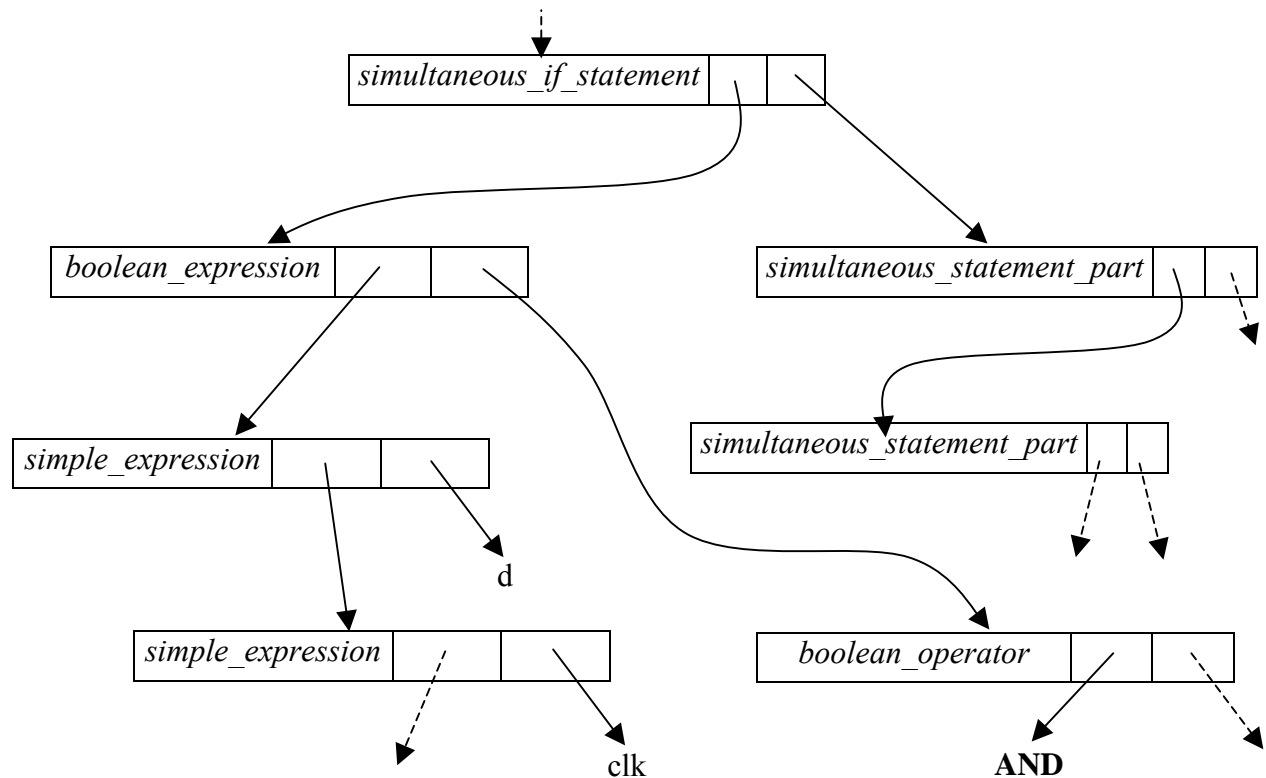 simultaneous_if_statement
boolean_expression
simultaneous_statement_part
simple_expression
simultaneous_statement_part
d
simple_expression
boolean_operator
clk
AND